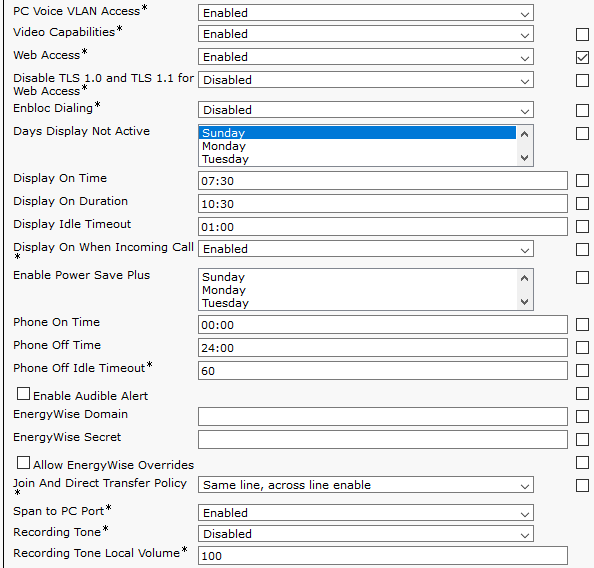 PC Voice VLAN Access* Enabled
Video Capabilities* Enabled
Web Access* Enabled
Disable TLS 1.0 and TLS 1.1 for Disabled
Web Access*
Enbloc Dialing* Disabled
Days Display Not Active Sunday
Monday
Tuesday
Display On Time 07:30
Display On Duration 10:30
Display Idle Timeout 01:00
Display On When Incoming Call Enabled
*
Enable Power Save Plus Sunday
Monday
Tuesday
Phone On Time 00:00
Phone Off Time 24:00
Phone Off Idle Timeout* 60
Enable Audible Alert
EnergyWise Domain
EnergyWise Secret
Allow EnergyWise Overrides
Join And Direct Transfer Policy Same line, across line enable
*
Span to PC Port* Enabled
Recording Tone* Disabled
Recording Tone Local Volume* 100